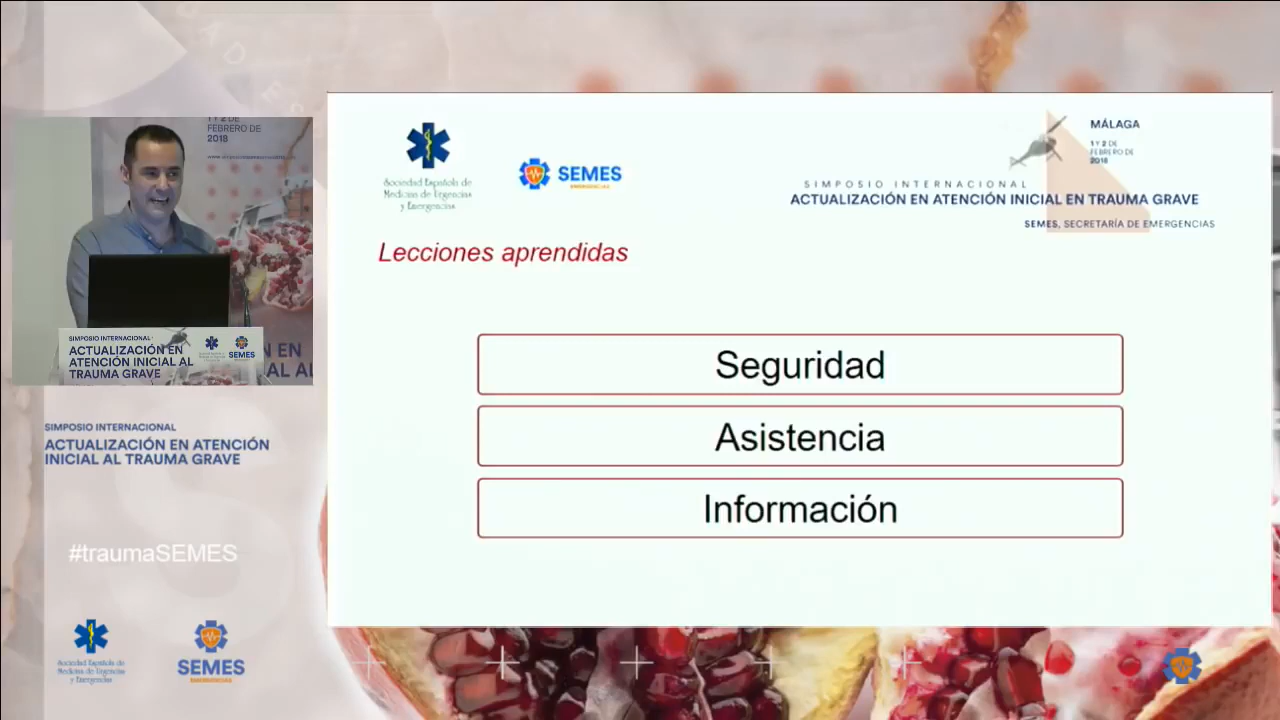 1 Y 2 DE
FEBRERO DE
2018
SIMPOSIO INTERNACIONAL
ACTUALIZACIÓN EN
ATENCIÓN INICIAL AL
TRAUMA GRAVE
SEMES
SIMPOSIO INTERNACIONAL
ACTUALIZACIÓN EN ATENCIÓN
INICIAL AL TRAUMA GRAVE
#traumaSEMES
Sociedad Española de
Medicina de Urgencias
y Emergencias
SEMES
EMERGENCIAS
Sociedad Española de
Medicina de Urgencias
y Emergencias
SEMES
EMERGENCIAS
MÁLAGA
1 Y 2 DE
FEBRERO DE
2018
SIMPOSIO INTERNACIONAL
ACTUALIZACIÓN EN ATENCIÓN INICIAL EN TRAUMA GRAVE
SEMES, SECRETARÍA DE EMERGENCIAS
Lecciones aprendidas
Seguridad
Asistencia
Información